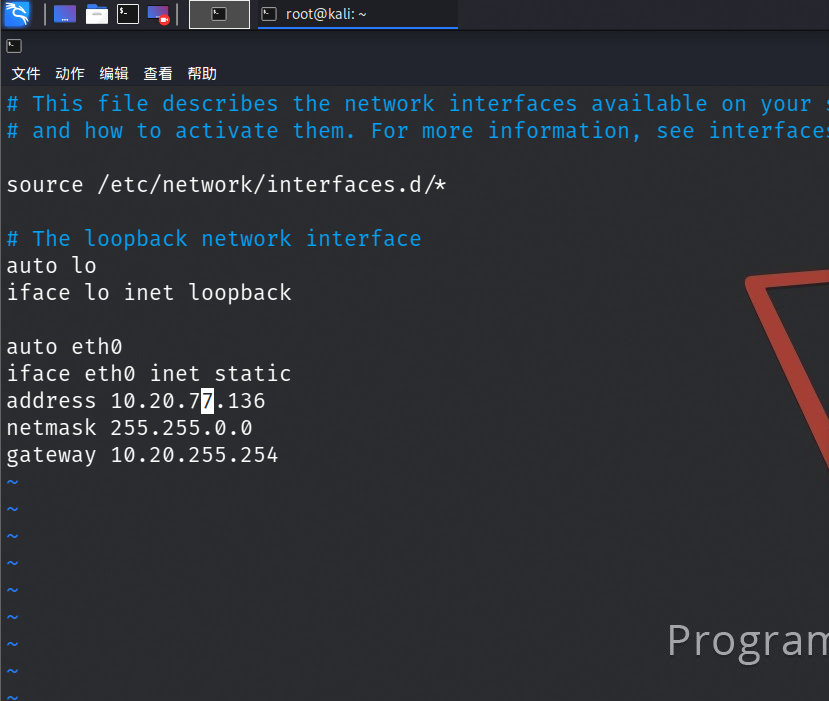 root@kali: ~
文件 动作 编辑 查看 帮助
# This file describes the network interfaces available on your
# and how to activate them. For more information, see interfaces
source /etc/network/interfaces.d/*
# The loopback network interface
auto lo
iface lo inet loopback
auto eth0
iface eth0 inet static
address 10.20.77.136
netmask 255.255.0.0
gateway 10.20.255.254
~
~
~
~
~
~
~
~
~
Program